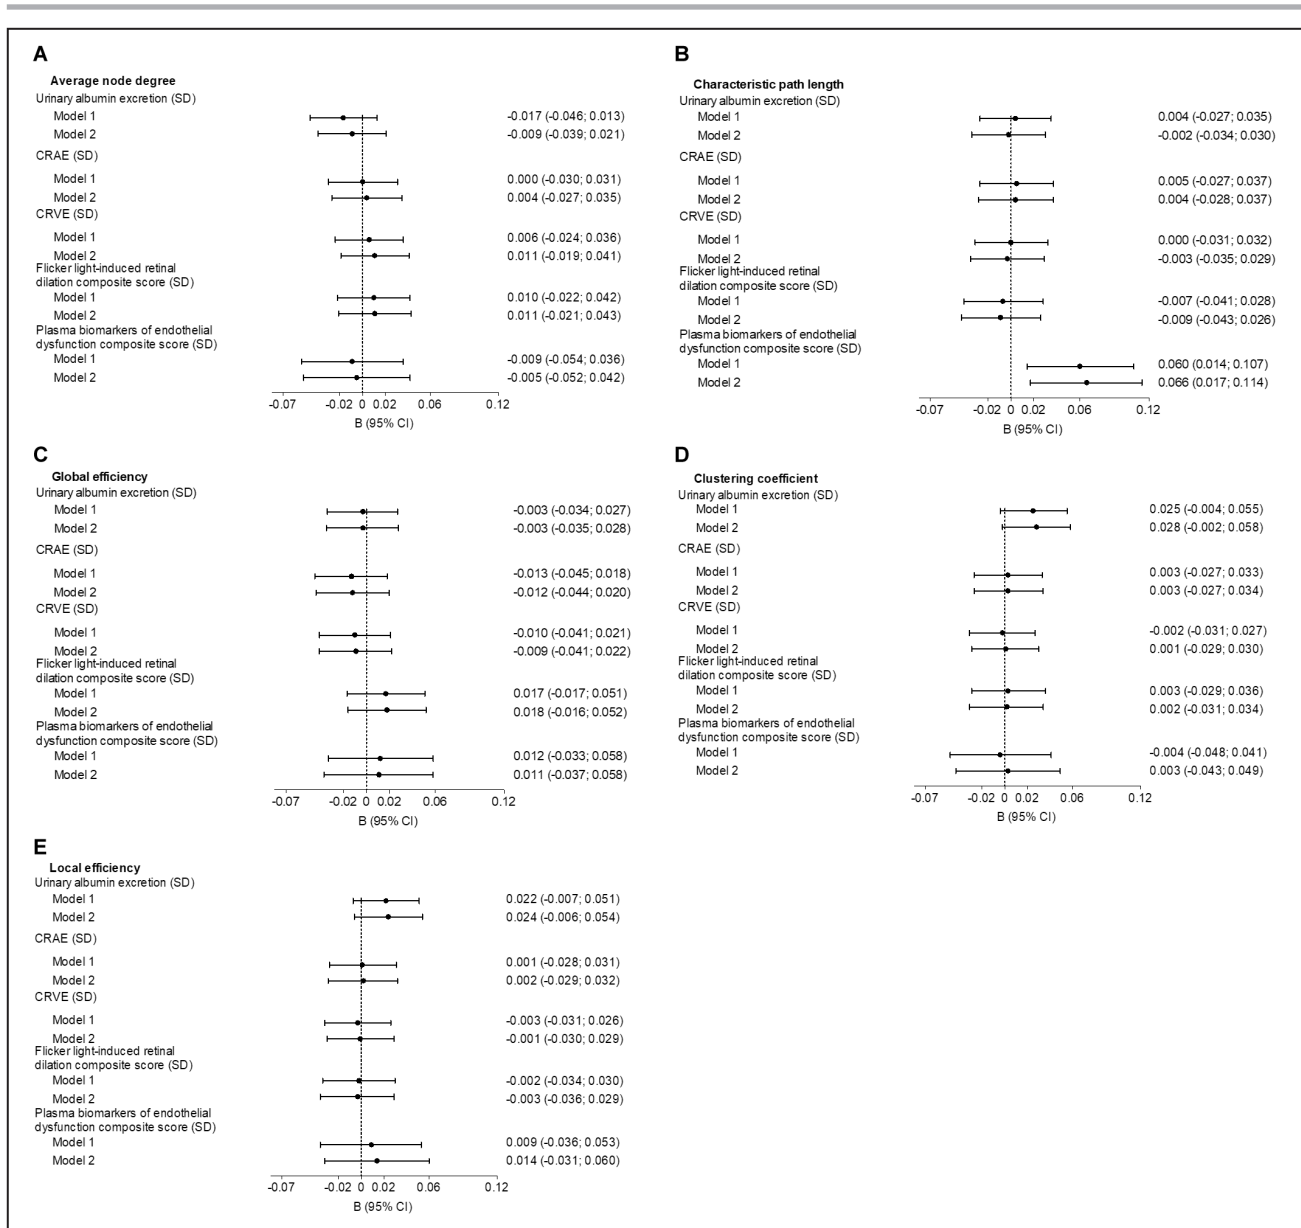 A
Average node degree
Urinary albumin excretion (SD)
Model 1 -0.017 (-0.046; 0.013)
Model 2 -0.009 (-0.039; 0.021)
CRAE (SD)
Model 1 0.000 (-0.030; 0.031)
Model 2 0.004 (-0.027; 0.035)
CRVE (SD)
Model 1 0.006 (-0.024; 0.036)
Model 2 0.011 (-0.019; 0.041)
Flicker light-induced retinal
dilation composite score (SD)
Model 1 0.010 (-0.022; 0.042)
Model 2 0.011 (-0.021; 0.043)
Plasma biomarkers of endothelial
dysfunction composite score (SD)
Model 1 -0.009 (-0.054; 0.036)
Model 2 -0.005 (-0.052; 0.042)
-0.07 -0.02 0 0.02 0.06 0.12
B (95% CI)
B
Characteristic path length
Urinary albumin excretion (SD)
Model 1 0.004 (-0.027; 0.035)
Model 2 -0.002 (-0.034; 0.030)
CRAE (SD)
Model 1 0.005 (-0.027; 0.037)
Model 2 0.004 (-0.028; 0.037)
CRVE (SD)
Model 1 0.000 (-0.031; 0.032)
Model 2 -0.003 (-0.035; 0.029)
Flicker light-induced retinal
dilation composite score (SD)
Model 1 -0.007 (-0.041; 0.028)
Model 2 -0.009 (-0.043; 0.026)
Plasma biomarkers of endothelial
dysfunction composite score (SD)
Model 1 0.060 (0.014; 0.107)
Model 2 0.066 (0.017; 0.114)
-0.07 -0.02 0 0.02 0.06 0.12
B (95% CI)
C
Global efficiency
Urinary albumin excretion (SD)
Model 1 -0.003 (-0.034; 0.027)
Model 2 -0.003 (-0.035; 0.028)
CRAE (SD)
Model 1 -0.013 (-0.045; 0.018)
Model 2 -0.012 (-0.044; 0.020)
CRVE (SD)
Model 1 -0.010 (-0.041; 0.021)
Model 2 -0.009 (-0.041; 0.022)
Flicker light-induced retinal
dilation composite score (SD)
Model 1 0.017 (-0.017; 0.051)
Model 2 0.018 (-0.016; 0.052)
Plasma biomarkers of endothelial
dysfunction composite score (SD)
Model 1 0.012 (-0.033; 0.058)
Model 2 0.011 (-0.037; 0.058)
-0.07 -0.02 0 0.02 0.06 0.12
B (95% CI)
D
Clustering coefficient
Urinary albumin excretion (SD)
Model 1 0.025 (-0.004; 0.055)
Model 2 0.028 (-0.002; 0.058)
CRAE (SD)
Model 1 0.003 (-0.027; 0.033)
Model 2 0.003 (-0.027; 0.034)
CRVE (SD)
Model 1 -0.002 (-0.031; 0.027)
Model 2 0.001 (-0.029; 0.030)
Flicker light-induced retinal
dilation composite score (SD)
Model 1 0.003 (-0.029; 0.036)
Model 2 0.002 (-0.031; 0.034)
Plasma biomarkers of endothelial
dysfunction composite score (SD)
Model 1 -0.004 (-0.048; 0.041)
Model 2 0.003 (-0.043; 0.049)
-0.07 -0.02 0 0.02 0.06 0.12
B (95% CI)
E
Local efficiency
Urinary albumin excretion (SD)
Model 1 0.022 (-0.007; 0.051)
Model 2 0.024 (-0.006; 0.054)
CRAE (SD)
Model 1 0.001 (-0.028; 0.031)
Model 2 0.002 (-0.029; 0.032)
CRVE (SD)
Model 1 -0.003 (-0.031; 0.026)
Model 2 -0.001 (-0.030; 0.029)
Flicker light-induced retinal
dilation composite score (SD)
Model 1 -0.002 (-0.034; 0.030)
Model 2 -0.003 (-0.036; 0.029)
Plasma biomarkers of endothelial
dysfunction composite score (SD)
Model 1 0.009 (-0.036; 0.053)
Model 2 0.014 (-0.031; 0.060)
-0.07 -0.02 0 0.02 0.06 0.12
B (95% CI)